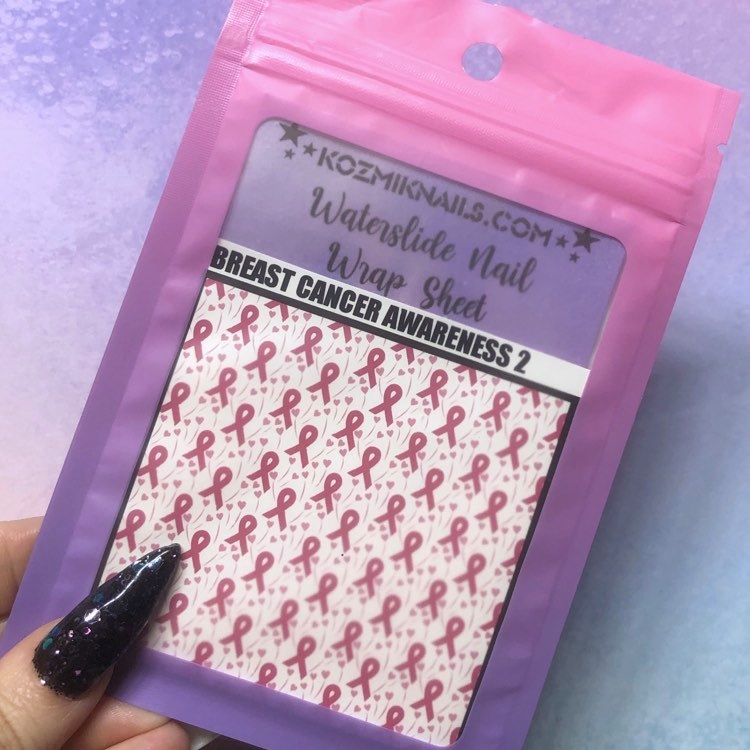 KOZMIKNAILS.COM
Waterslide Nail
Wrap Sheet
BREAST CANCER AWARENESS 2